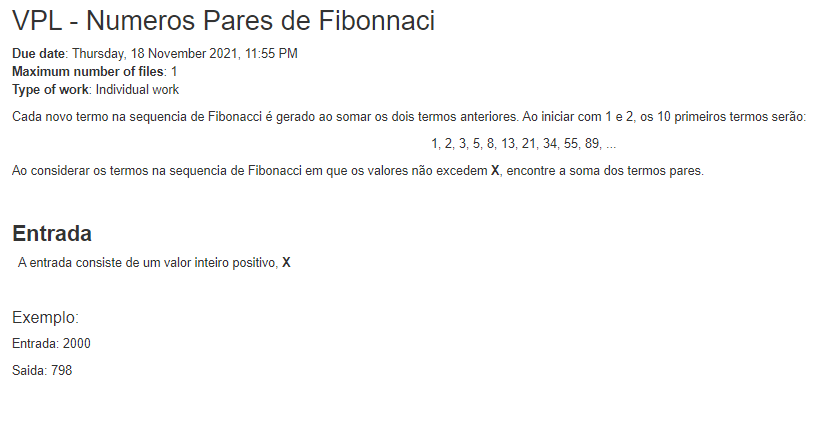 VPL - Numeros Pares de Fibonnaci
Due date: Thursday, 18 November 2021, 11:55 PM
Maximum number of files: 1
Type of work: Individual work
Cada novo termo na sequencia de Fibonacci é gerado ao somar os dois termos anteriores. Ao iniciar com 1 e 2, os 10 primeiros termos serão:
1, 2, 3, 5, 8, 13, 21, 34, 55, 89, ...
Ao considerar os termos na sequencia de Fibonacci em que os valores não excedem X, encontre a soma dos termos pares.
Entrada
A entrada consiste de um valor inteiro positivo, X
Exemplo:
Entrada: 2000
Saida: 798